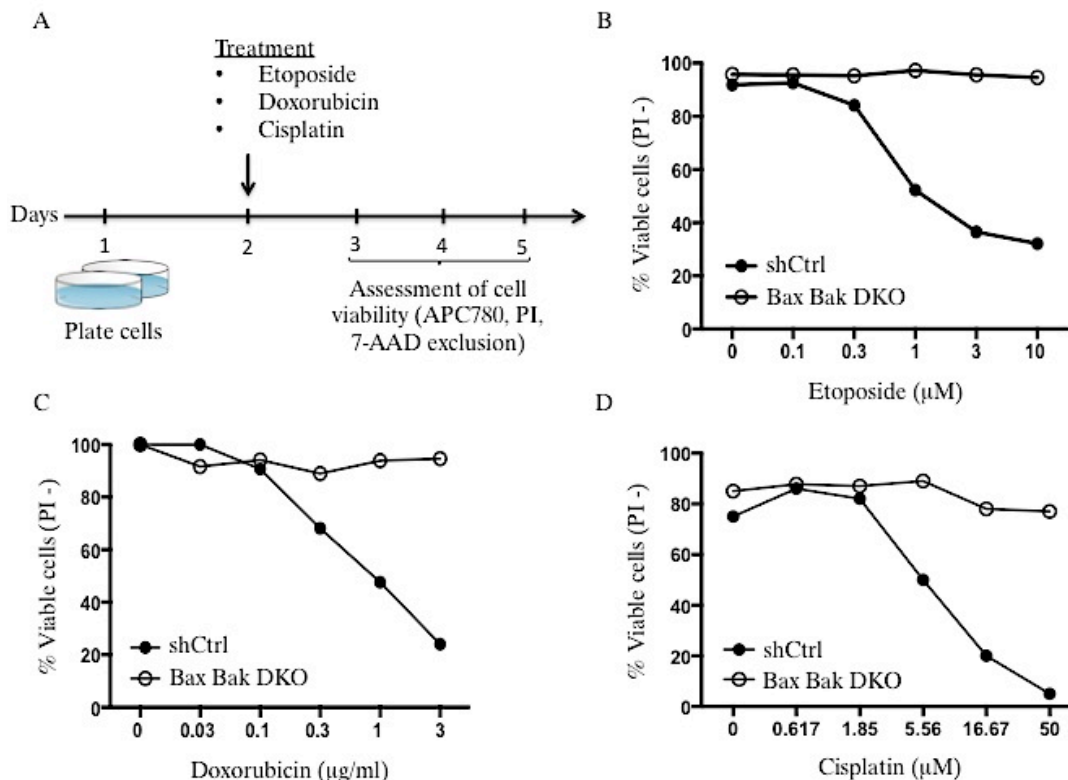 A
Treatment
• Etoposide
• Doxorubicin
• Cisplatin
Days
1 2 3 4 5
Plate cells
Assessment of cell
viability (APC780, PI,
7-AAD exclusion)
B
% Viable cells (PI -)
100
80
60
40
20
0
shCtrl
Bax Bak DKO
0 0.1 0.3 1 3 10
Etoposide (μM)
C
% Viable cells (PI -)
100
80
60
40
20
0
shCtrl
Bax Bak DKO
0 0.03 0.1 0.3 1 3
Doxorubicin (μg/ml)
D
% Viable cells (PI -)
100
80
60
40
20
0
shCtrl
Bax Bak DKO
0 0.617 1.85 5.56 16.67 50
Cisplatin (μM)